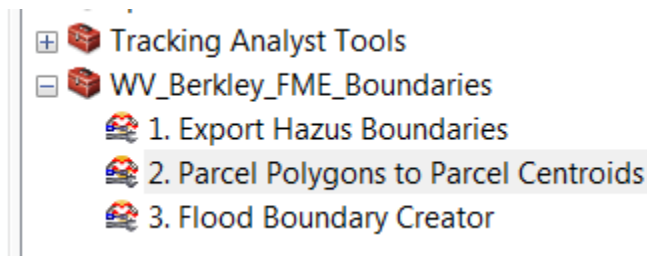 Tracking Analyst Tools
WV_Berkley_FME_Boundaries
1. Export Hazus Boundaries
2. Parcel Polygons to Parcel Centroids
3. Flood Boundary Creator